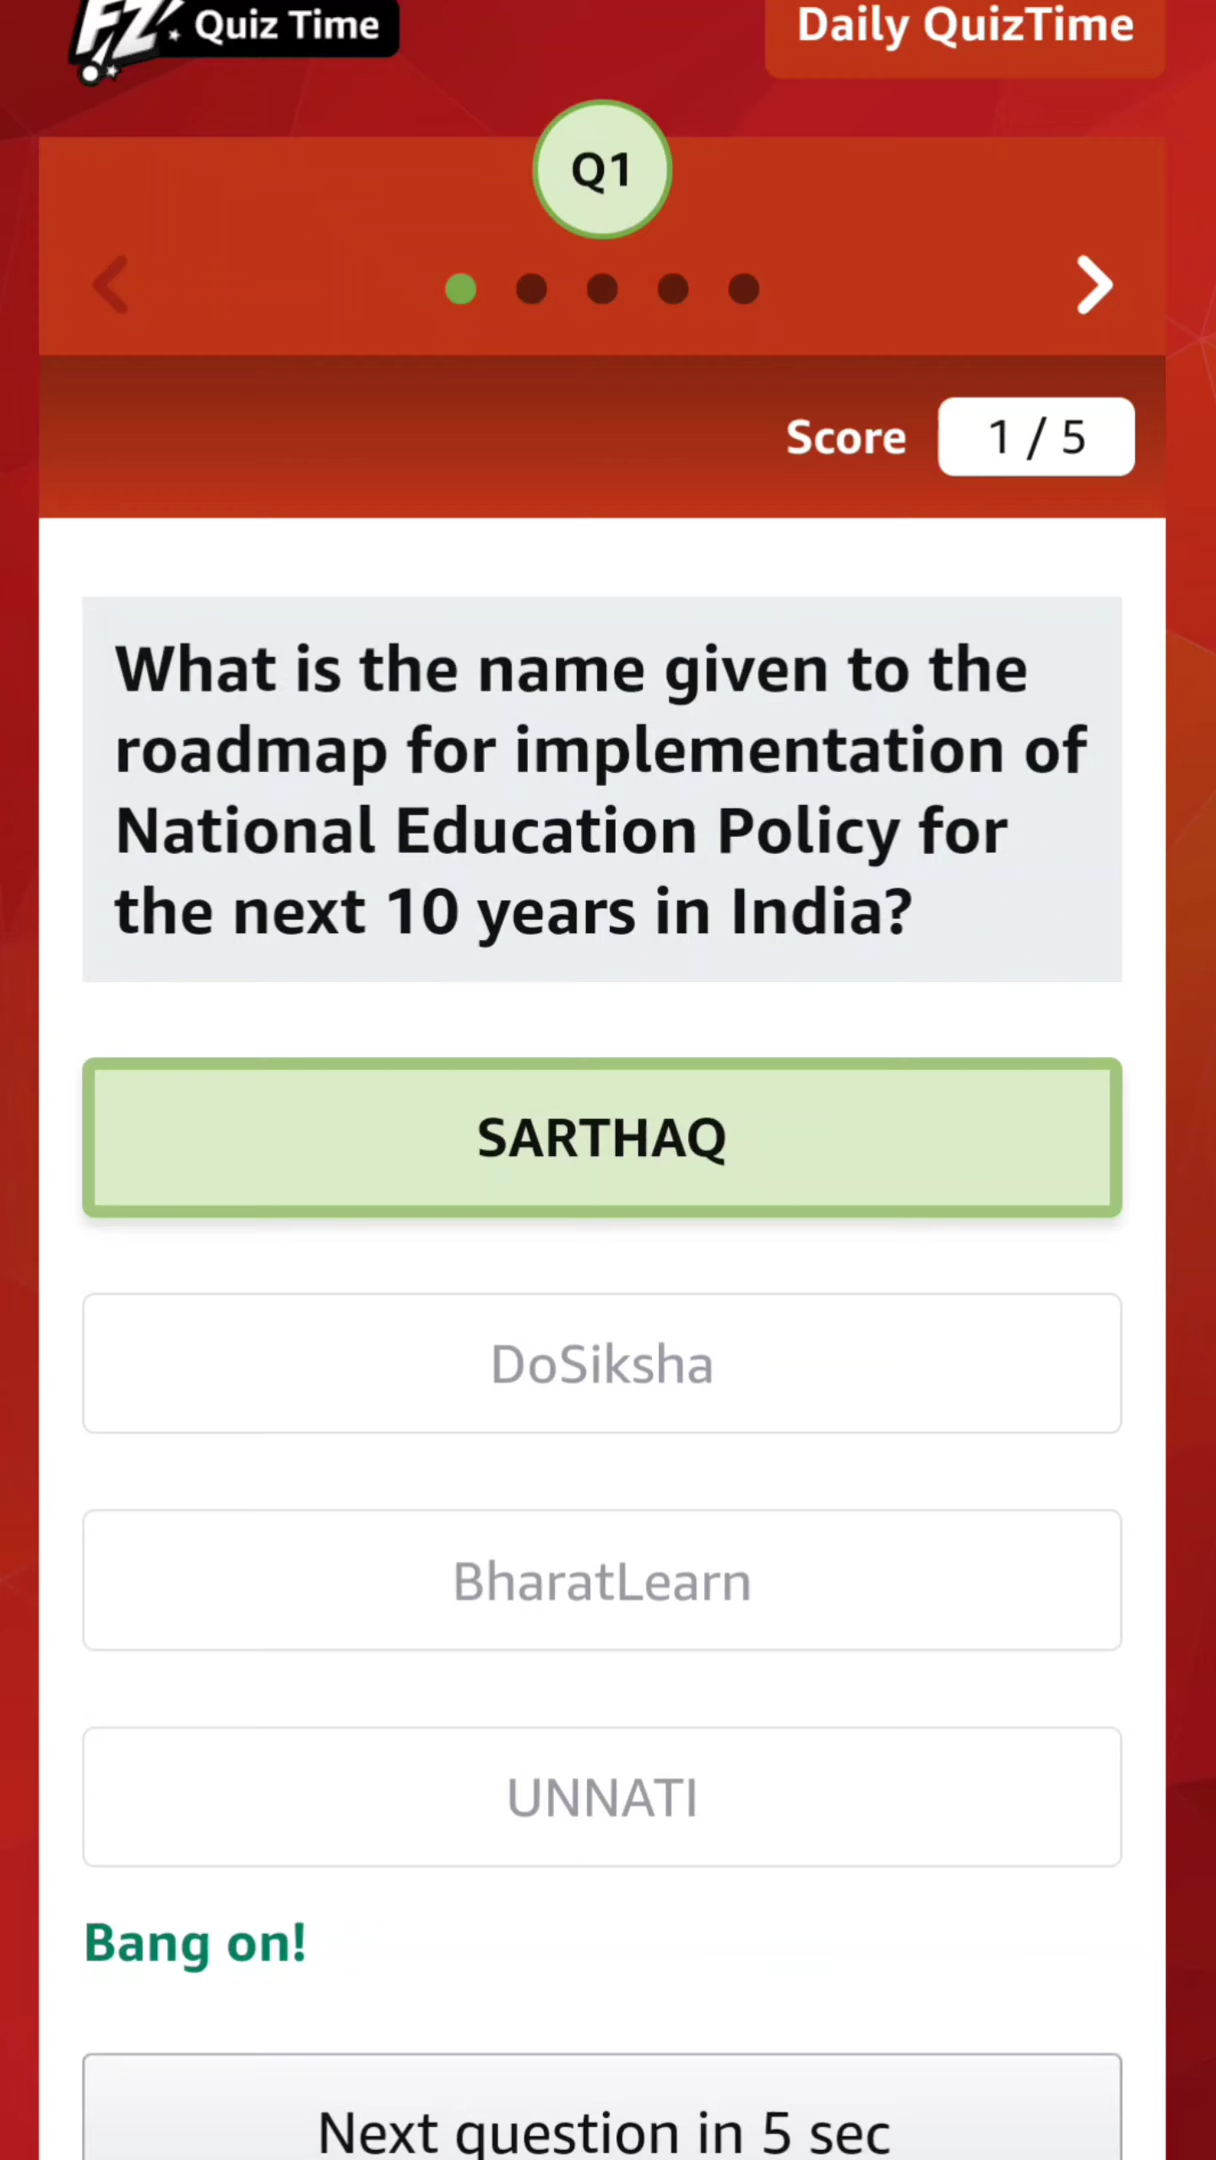 FZ Quiz Time
Daily QuizTime
Q1
Score 1 / 5
What is the name given to the
roadmap for implementation of
National Education Policy for
the next 10 years in India?
SARTHAQ
DoSiksha
BharatLearn
UNNATI
Bang on!
Next question in 5 sec